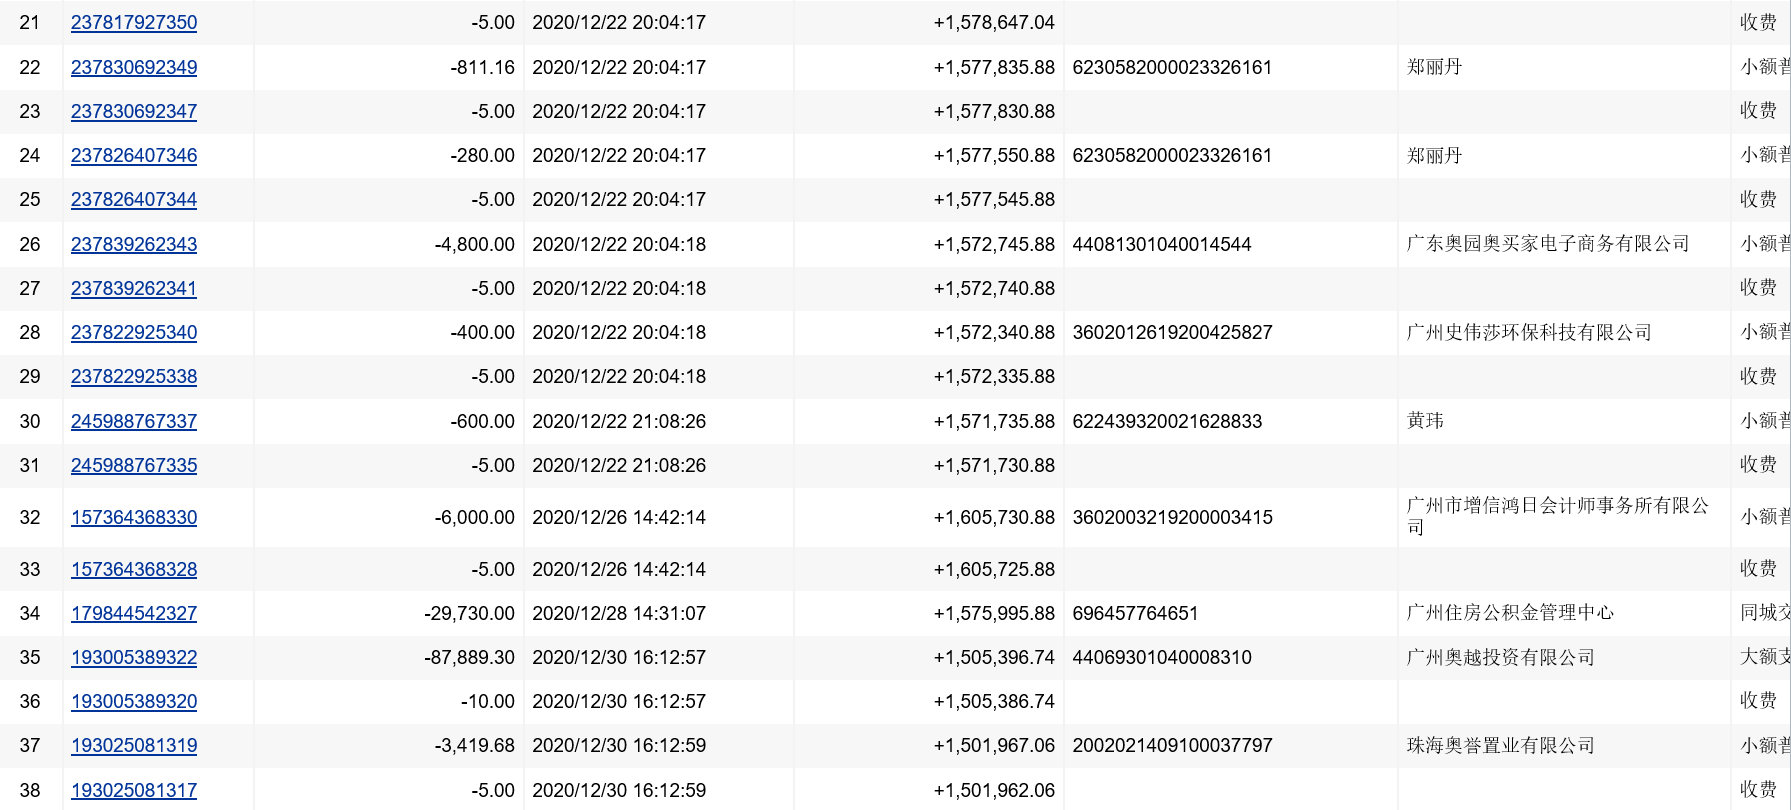 21 237817927350 -5.00 2020/12/22 20:04:17 +1,578,647.04 收费
22 237830692349 -811.16 2020/12/22 20:04:17 +1,577,835.88 6230582000023326161 郑丽丹 小额普
23 237830692347 -5.00 2020/12/22 20:04:17 +1,577,830.88 收费
24 237826407346 -280.00 2020/12/22 20:04:17 +1,577,550.88 6230582000023326161 郑丽丹 小额普
25 237826407344 -5.00 2020/12/22 20:04:17 +1,577,545.88 收费
26 237839262343 -4,800.00 2020/12/22 20:04:18 +1,572,745.88 44081301040014544 广东奥园奥买家电子商务有限公司 小额普
27 237839262341 -5.00 2020/12/22 20:04:18 +1,572,740.88 收费
28 237822925340 -400.00 2020/12/22 20:04:18 +1,572,340.88 3602012619200425827 广州史伟莎环保科技有限公司 小额普
29 237822925338 -5.00 2020/12/22 20:04:18 +1,572,335.88 收费
30 245988767337 -600.00 2020/12/22 21:08:26 +1,571,735.88 622439320021628833 黄玮 小额普
31 245988767335 -5.00 2020/12/22 21:08:26 +1,571,730.88 收费
32 157364368330 -6,000.00 2020/12/26 14:42:14 +1,605,730.88 3602003219200003415 广州市增信鸿日会计师事务所有限公 小额普
司
33 157364368328 -5.00 2020/12/26 14:42:14 +1,605,725.88 收费
34 179844542327 -29,730.00 2020/12/28 14:31:07 +1,575,995.88 696457764651 广州住房公积金管理中心 同城交
35 193005389322 -87,889.30 2020/12/30 16:12:57 +1,505,396.74 44069301040008310 广州奥越投资有限公司 大额支
36 193005389320 -10.00 2020/12/30 16:12:57 +1,505,386.74 收费
37 193025081319 -3,419.68 2020/12/30 16:12:59 +1,501,967.06 2002021409100037797 珠海奥誉置业有限公司 小额普
38 193025081317 -5.00 2020/12/30 16:12:59 +1,501,962.06 收费